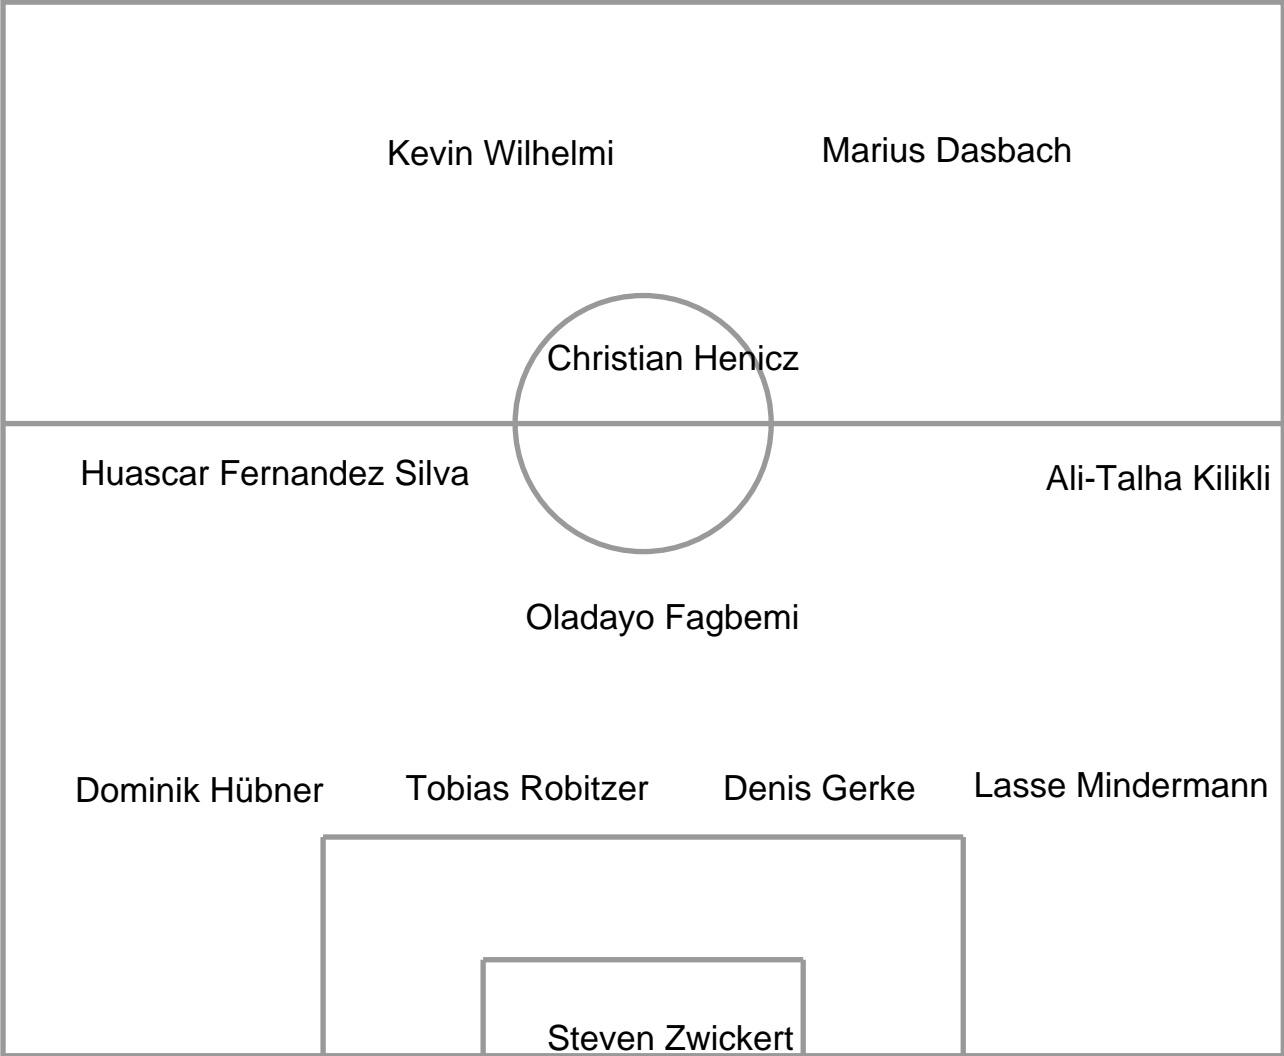 Kevin Wilhelmi
Marius Dasbach
Christian Henicz
Huascar Fernandez Silva
Ali-Talha Kilikli
Oladayo Fagbemi
Dominik Hübner
Tobias Robitzer
Denis Gerke
Lasse Mindermann
Steven Zwickert